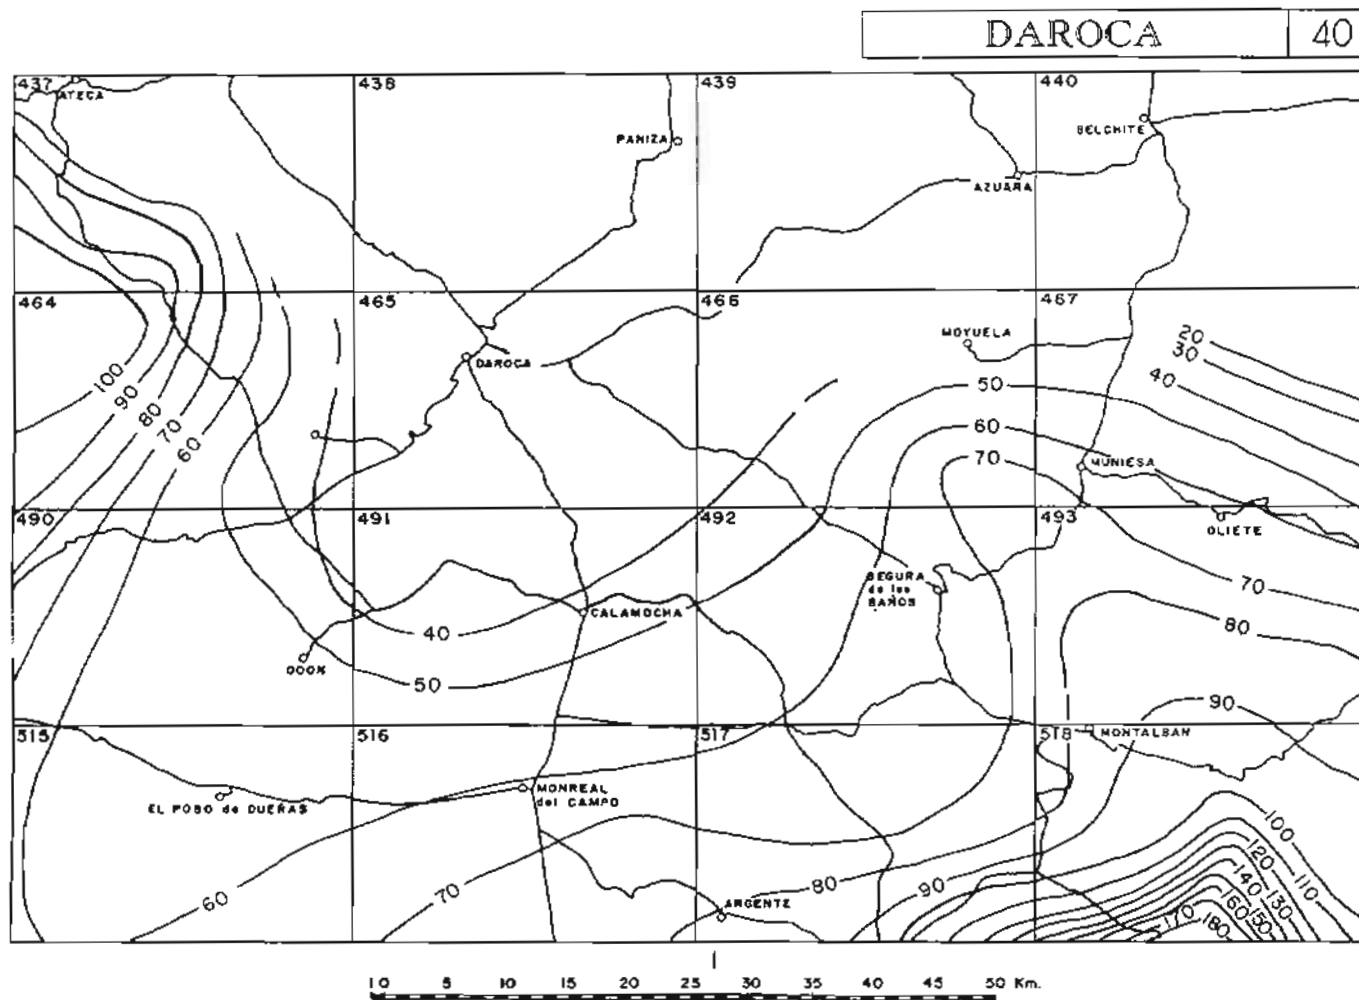 DAROCA 40
437 438 439 440
ATECA
PANIZA
BELCHITE
AZUARA
464 465 466 467
MOYUELA
20
30
DAROCA
40
100
50
90
80
60
70
60
70
MUNIESA
490 491 492 493
OLIETE
SEGURA
de los
BAÑOS
70
CALAMOCHA
80
40
ODON
50
90
515 516 517 518
MONTALBAN
MONREAL
del CAMPO
EL POBO de DUEÑAS
100
120
80
110
140
130
60
70
90
ARGENTE
160
150
170
180
10 5 10 15 20 25 30 35 40 45 50 Km.